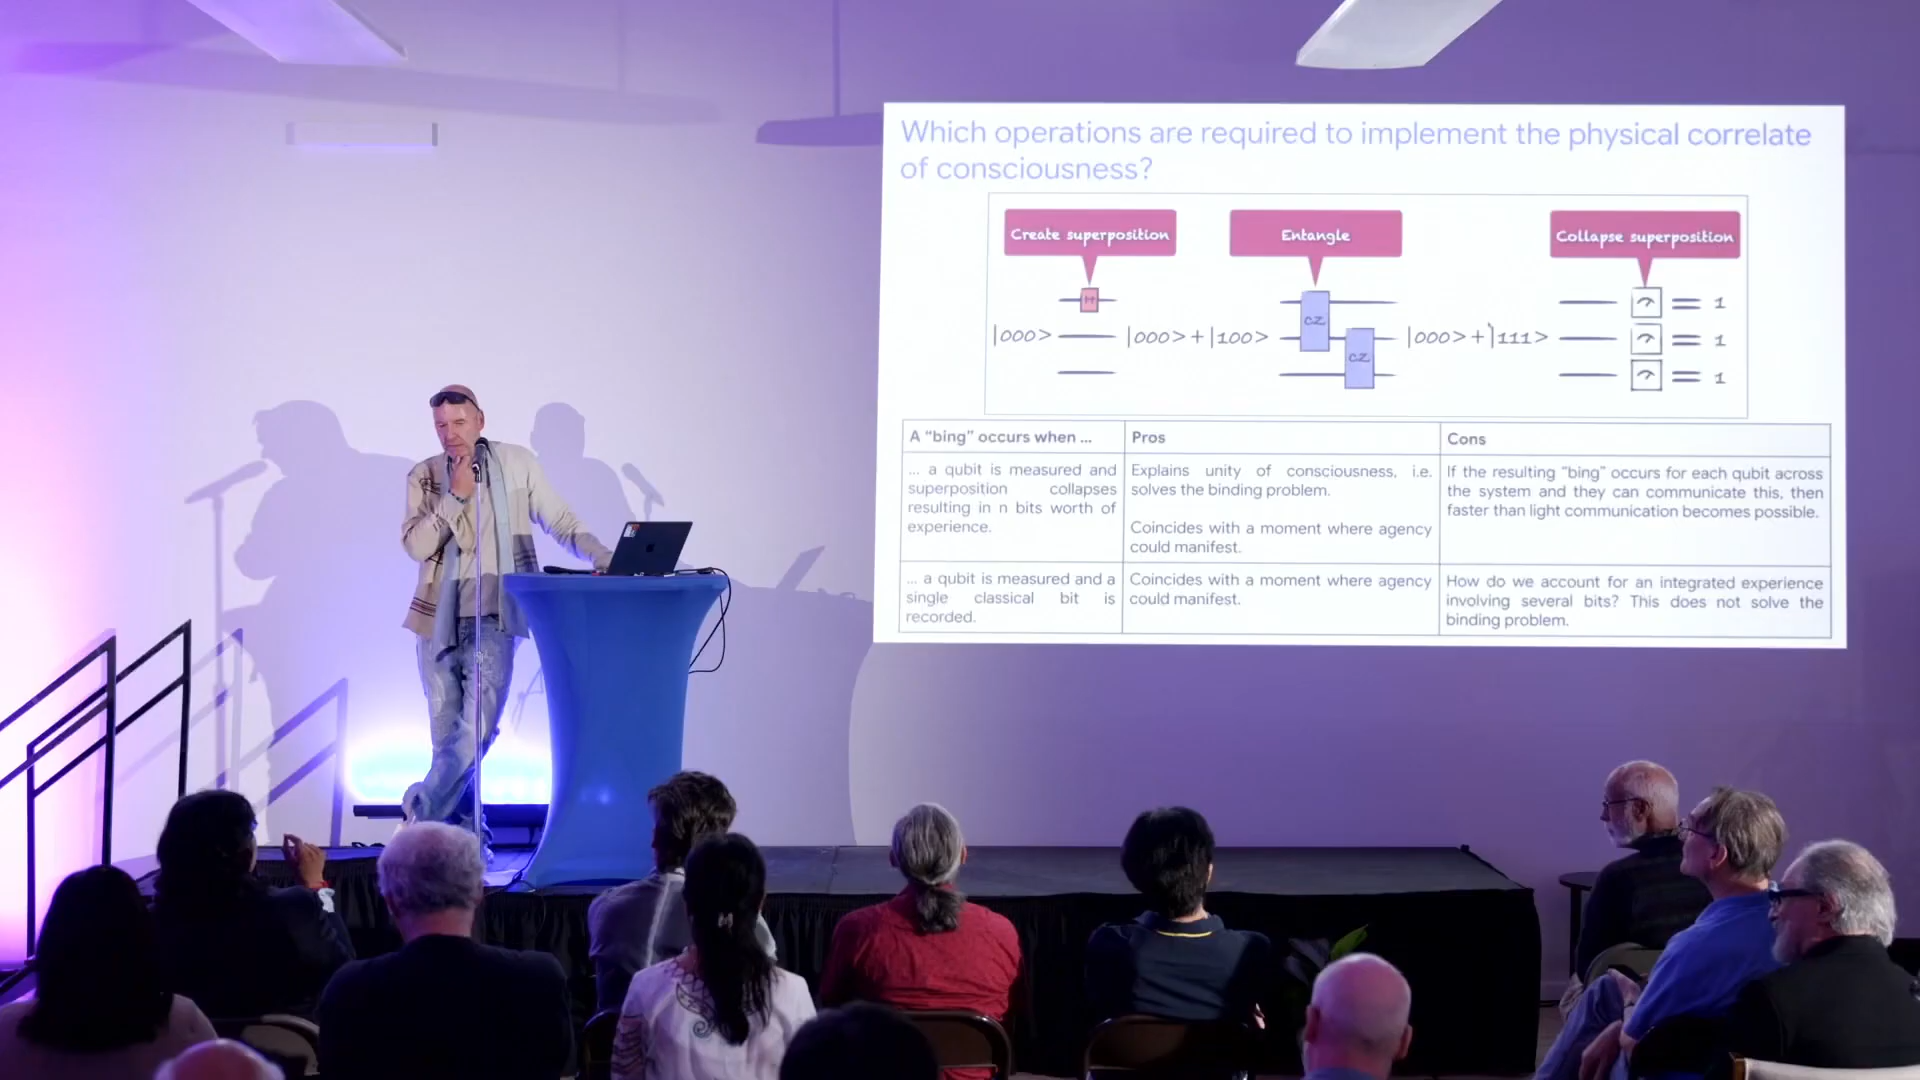 Which operations are required to implement the physical correlate
of consciousness?
Create superposition
Entangle
Collapse superposition
H
|000>
|000>+|100>
CZ
CZ
|000>+|111>
= 1
= 1
= 1
A “bing” occurs when ...
Pros
Cons
... a qubit is measured and
superposition collapses
resulting in n bits worth of
experience.
Explains unity of consciousness, i.e.
solves the binding problem.
Coincides with a moment where agency
could manifest.
If the resulting “bing” occurs for each qubit across
the system and they can communicate this, then
faster than light communication becomes possible.
... a qubit is measured and a
single classical bit is
recorded.
Coincides with a moment where agency
could manifest.
How do we account for an integrated experience
involving several bits? This does not solve the
binding problem.